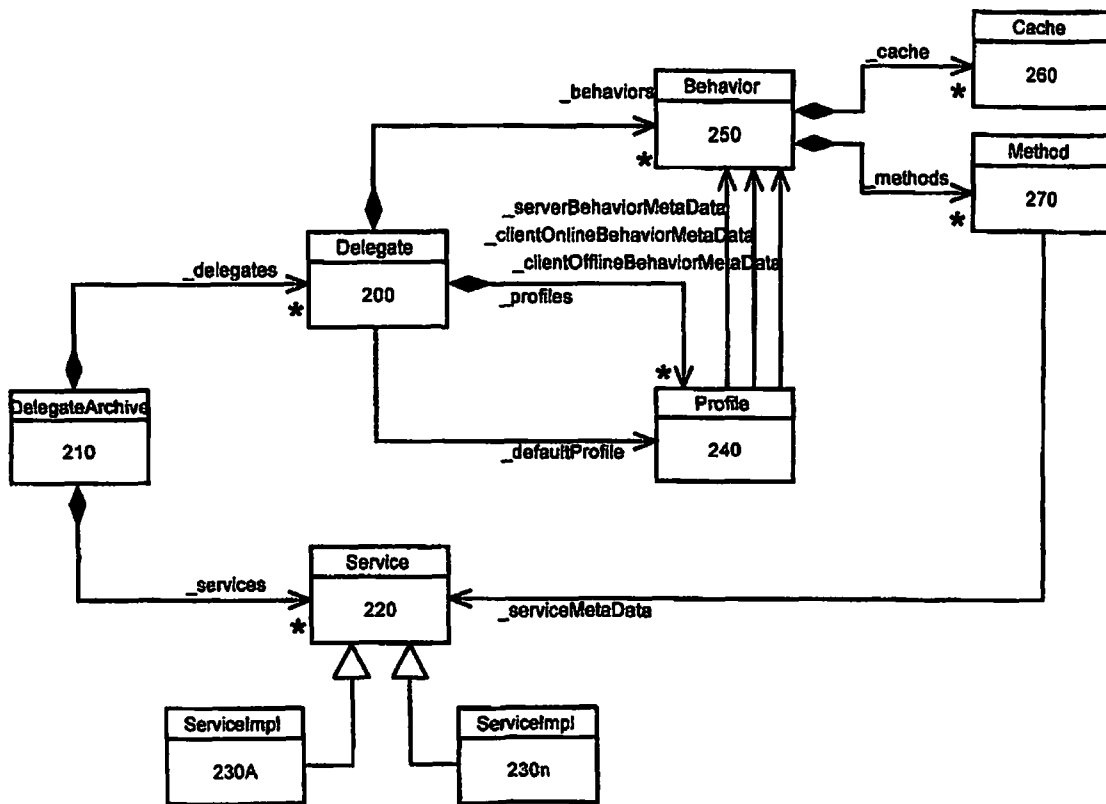 Cache
260
_cache
*
Behavior
250
_behaviors
*
Method
270
_methods
*
_serverBehaviorMetaData
_clientOnlineBehaviorMetaData
_clientOfflineBehaviorMetaData
_profiles
*
Delegate
200
_delegates
*
DelegateArchive
210
Profile
240
_defaultProfile
Service
220
_services
*
_serviceMetaData
ServiceImpl
230A
ServiceImpl
230n